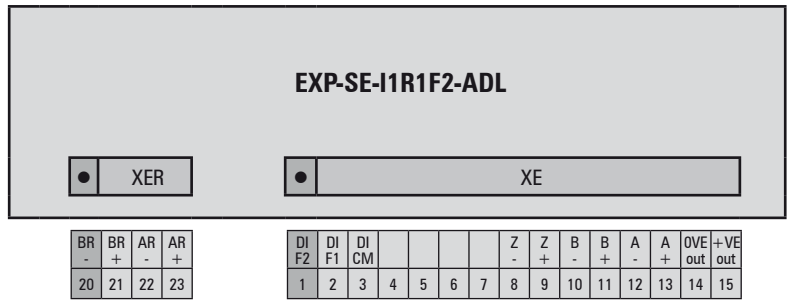 EXP-SE-I1R1F2-ADL
XER XE
BR BR AR AR DI DI DI Z Z B B A A 0VE +VE
- + - + F2 F1 CM - + - + - + out out
20 21 22 23 1 2 3 4 5 6 7 8 9 10 11 12 13 14 15